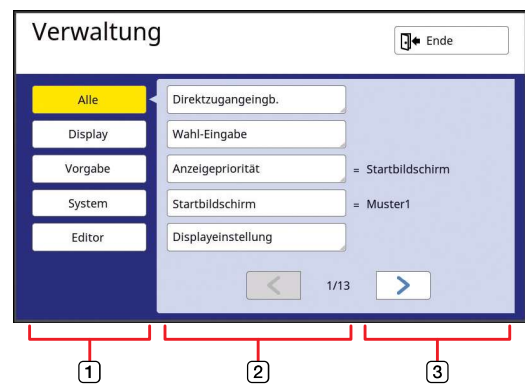 Verwaltung
Ende
Alle
Direktzugangeingb.
Display
Wahl-Eingabe
Vorgabe
Anzeigepriorität = Startbildschirm
System
Startbildschirm = Muster1
Editor
Displayeinstellung
< 1/13 >
1 2 3